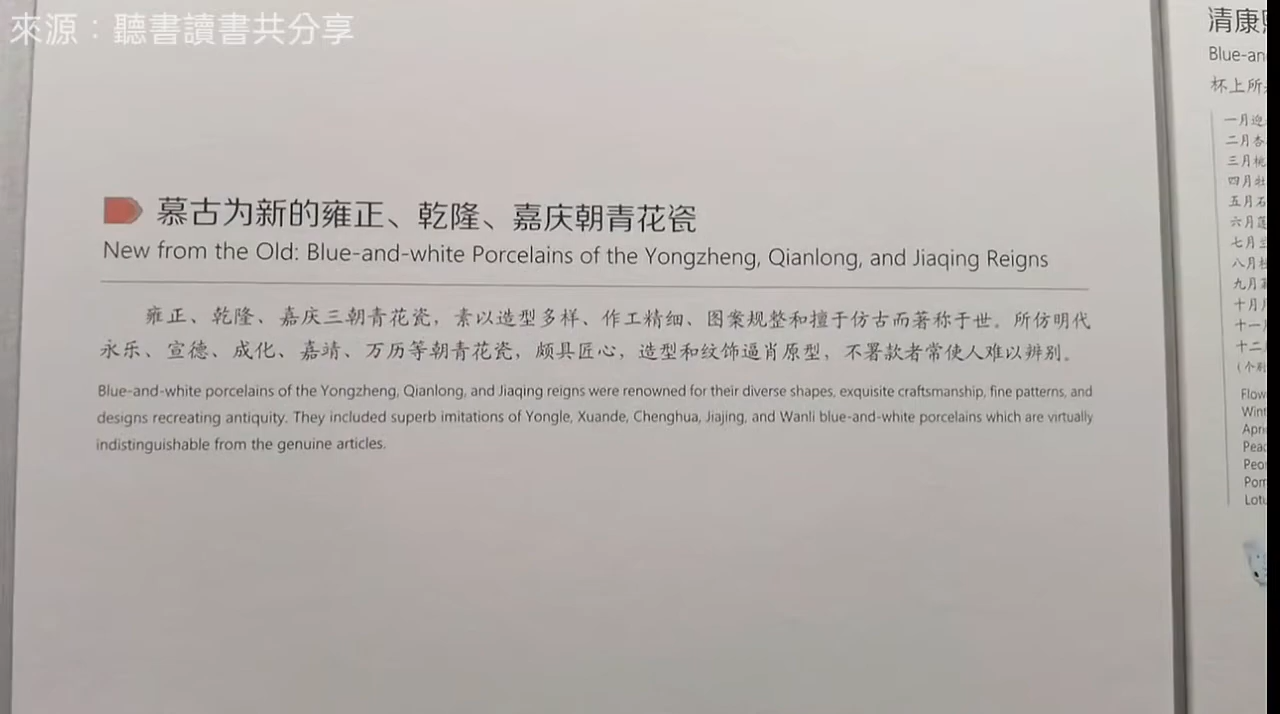 來源：聽書讀書共分享
慕古为新的雍正、乾隆、嘉庆朝青花瓷
New from the Old: Blue-and-white Porcelains of the Yongzheng, Qianlong, and Jiaqing Reigns
雍正、乾隆、嘉庆三朝青花瓷，素以造型多样、作工精细、图案规整和擅于仿古而著称于世。所仿明代
永乐、宣德、成化、嘉靖、万历等朝青花瓷，颇具匠心，造型和纹饰逼肖原型，不署款者常使人难以辨别。
Blue-and-white porcelains of the Yongzheng, Qianlong, and Jiaqing reigns were renowned for their diverse shapes, exquisite craftsmanship, fine patterns, and
designs recreating antiquity. They included superb imitations of Yongle, Xuande, Chenghua, Jiajing, and Wanli blue-and-white porcelains which are virtually
indistinguishable from the genuine articles.
清康
Blue-an
杯上所
一月迎
二月杏
三月桃
四月牡
五月石
六月莲
七月兰
八月桂
九月
十月
十一
十二
Flow
Wint
Apri
Peac
Peo
Pom
Lotu